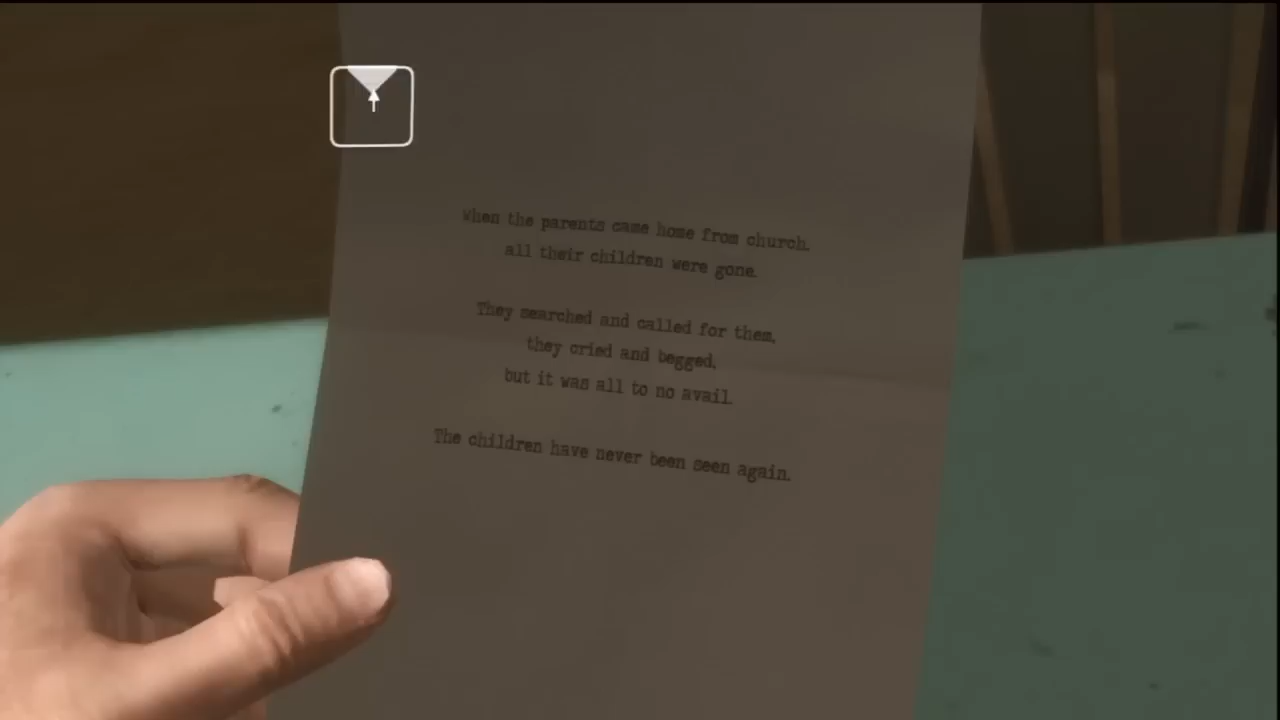 When the parents came home from church.
all their children were gone.
They searched and called for them,
they cried and begged,
but it was all to no avail.
The children have never been seen again.